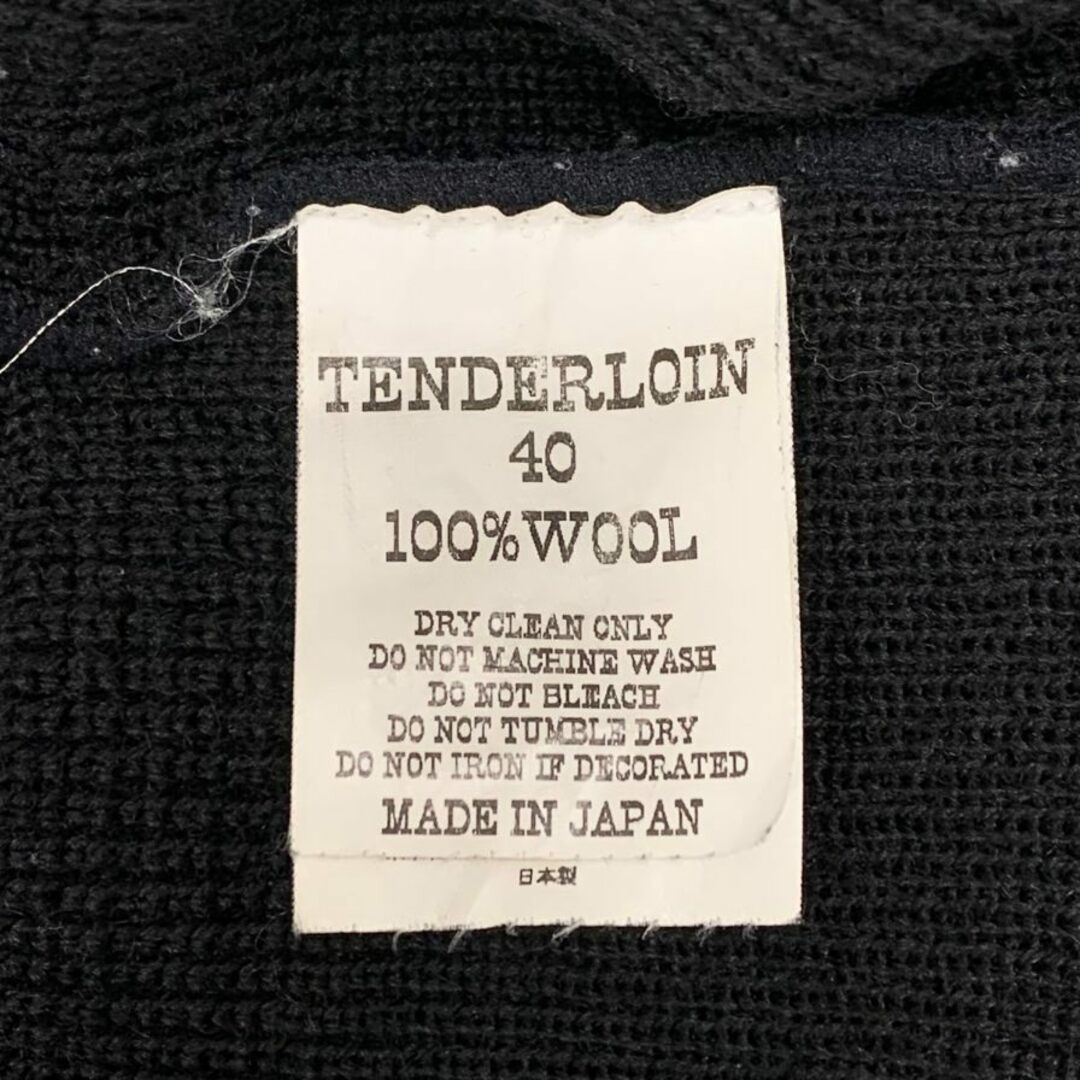 TENDERLOIN
40
100%WOOL
DRY CLEAN ONLY
DO NOT MACHINE WASH
DO NOT BLEACH
DO NOT TUMBLE DRY
DO NOT IRON IF DECORATED
MADE IN JAPAN
日本製